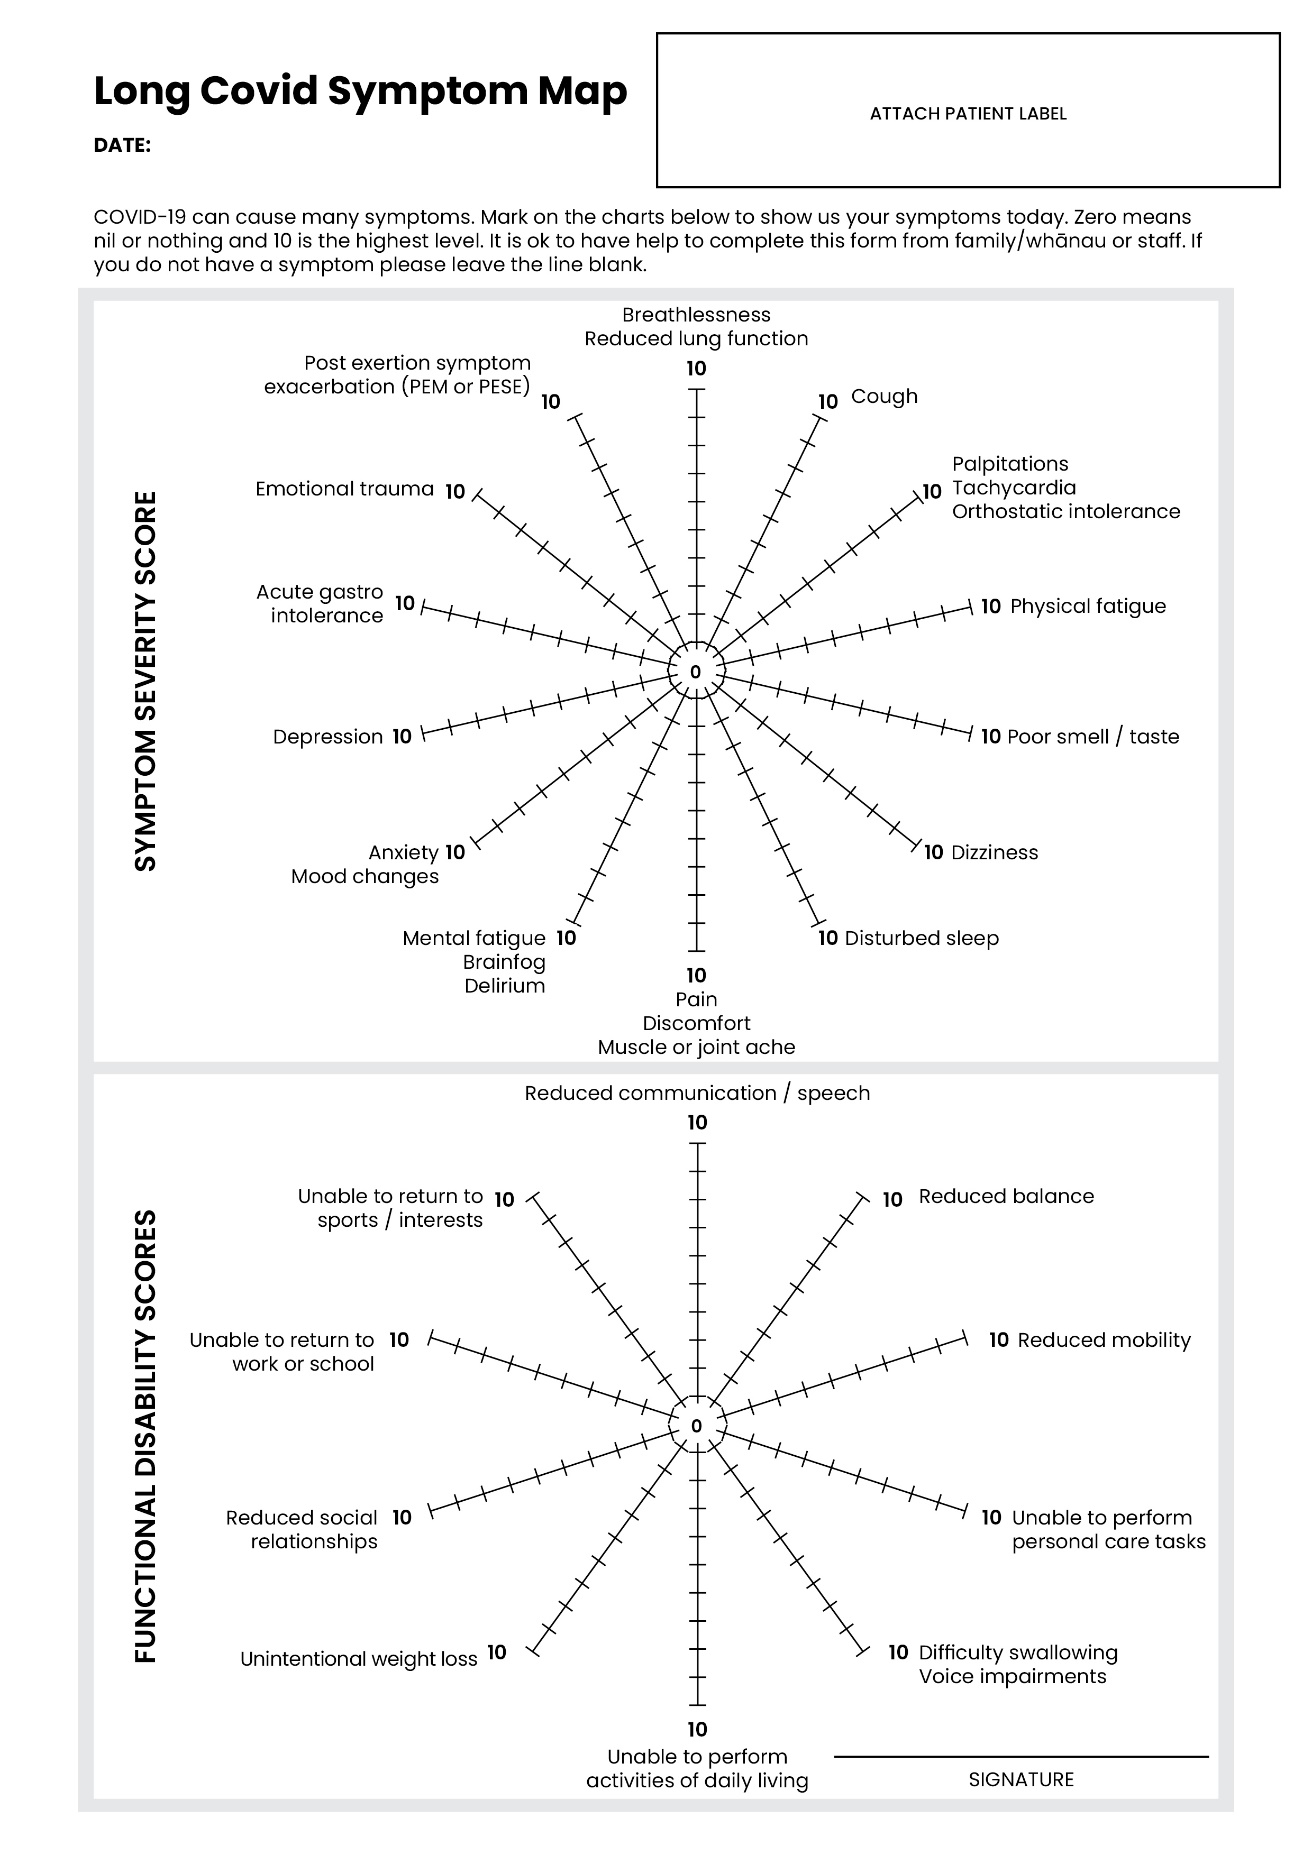 Long Covid Symptom Map
DATE:
ATTACH PATIENT LABEL
COVID-19 can cause many symptoms. Mark on the charts below to show us your symptoms today. Zero means
nil or nothing and 10 is the highest level. It is ok to have help to complete this form from family/whānau or staff. If
you do not have a symptom please leave the line blank.
SYMPTOM SEVERITY SCORE
Breathlessness
Reduced lung function
10
10 Cough
Palpitations
10 Tachycardia
Orthostatic intolerance
10 Physical fatigue
10 Poor smell / taste
10 Dizziness
10 Disturbed sleep
10
Pain
Discomfort
Muscle or joint ache
Mental fatigue 10
Brainfog
Delirium
Anxiety 10
Mood changes
Depression 10
Acute gastro 10
intolerance
Emotional trauma 10
Post exertion symptom
exacerbation (PEM or PESE)
10
0
FUNCTIONAL DISABILITY SCORES
Reduced communication / speech
10
10 Reduced balance
10 Reduced mobility
10 Unable to perform
personal care tasks
10 Difficulty swallowing
Voice impairments
10
Unable to perform
activities of daily living
Unintentional weight loss 10
Reduced social 10
relationships
Unable to return to 10
work or school
Unable to return to 10
sports / interests
0
SIGNATURE